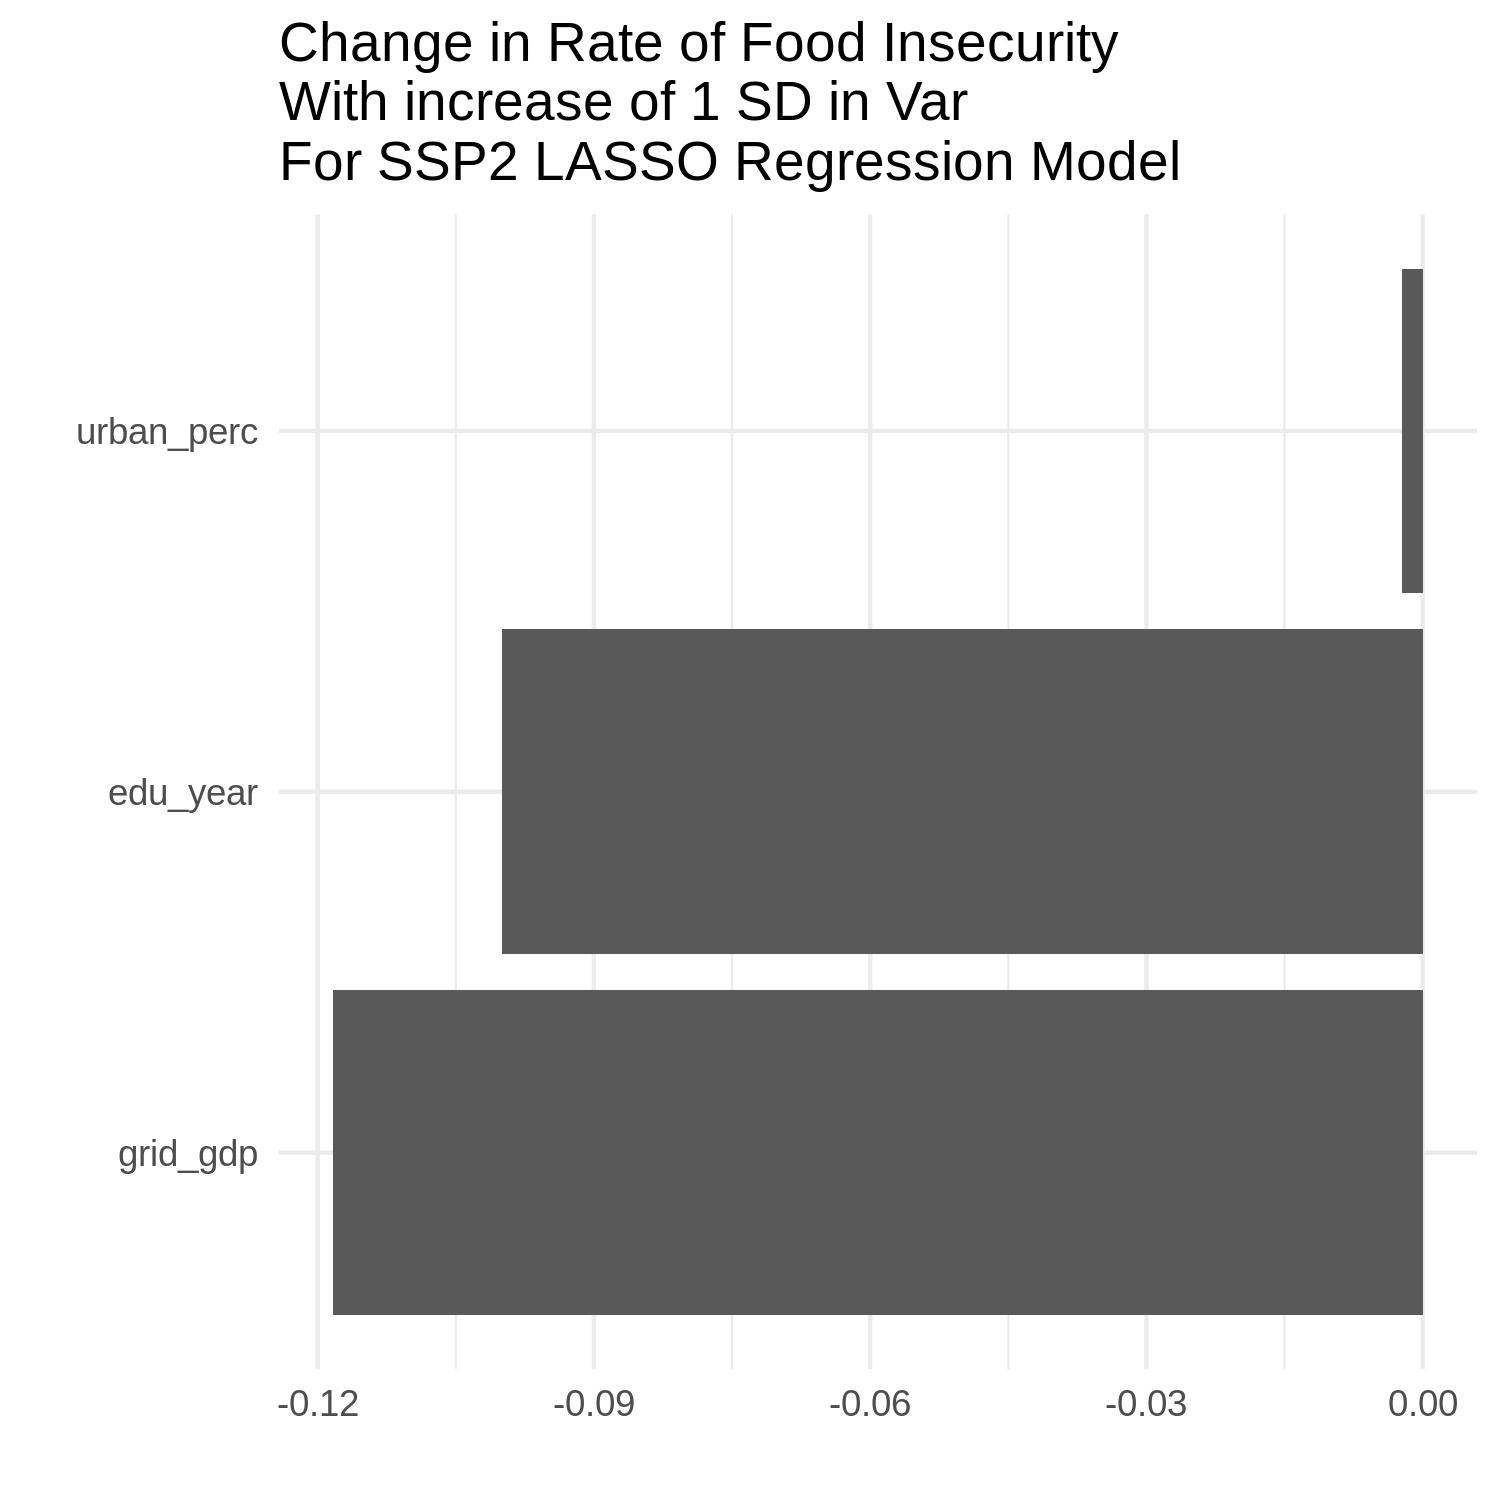 Change in Rate of Food Insecurity
With increase of 1 SD in Var
For SSP2 LASSO Regression Model
urban_perc
edu_year
grid_gdp
-0.12 -0.09 -0.06 -0.03 0.00